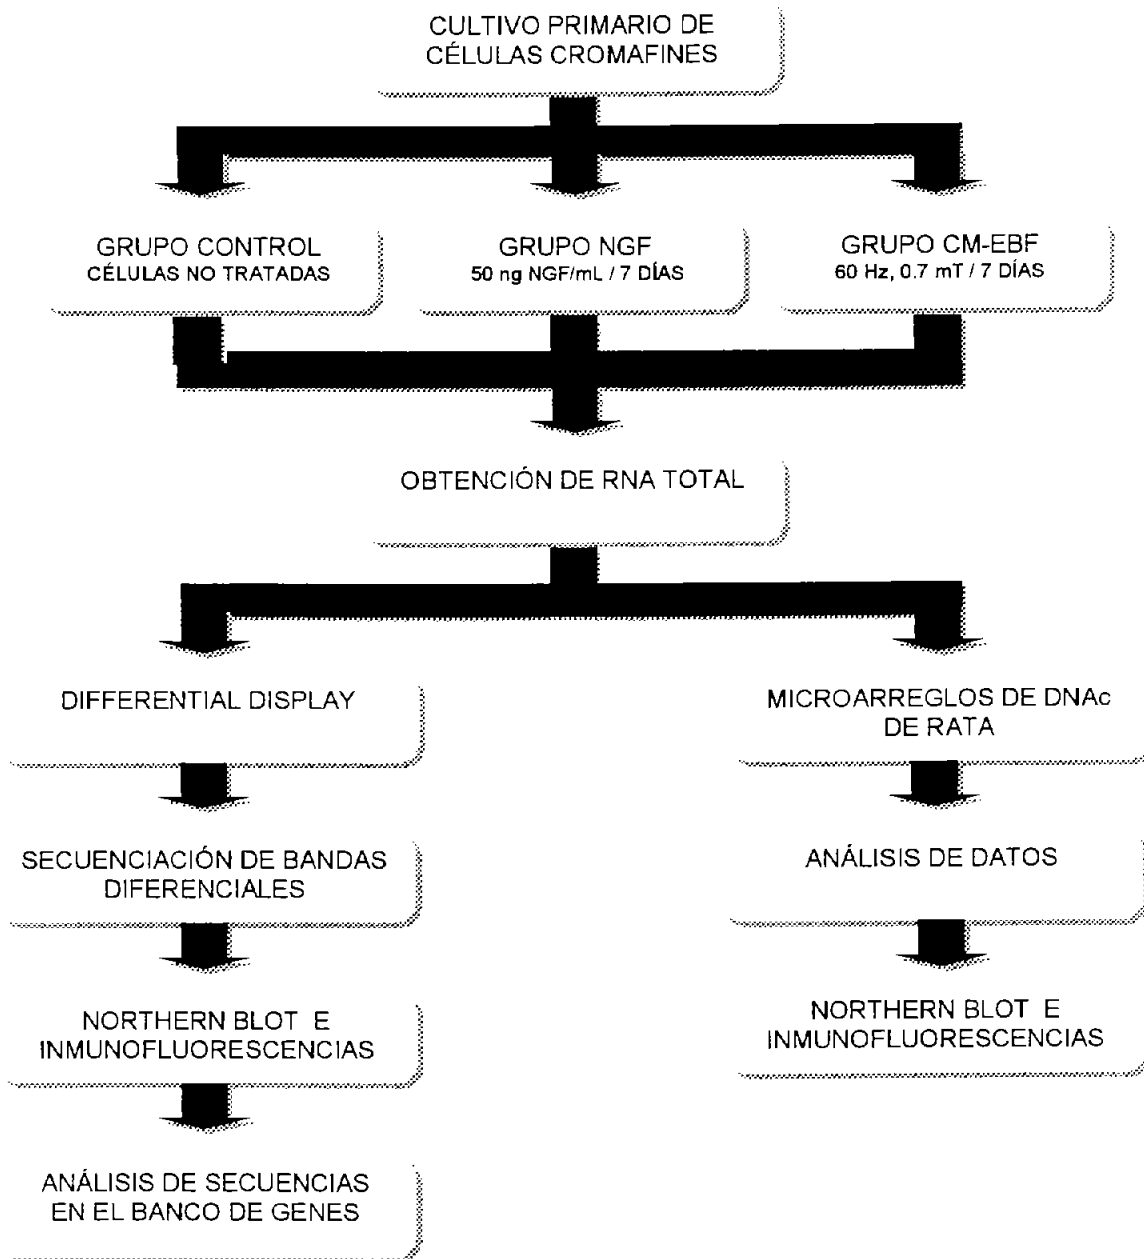 CULTIVO PRIMARIO DE
CÉLULAS CROMAFINES
GRUPO CONTROL
CÉLULAS NO TRATADAS
GRUPO NGF
50 ng NGF/mL / 7 DÍAS
GRUPO CM-EBF
60 Hz, 0.7 mT / 7 DÍAS
OBTENCIÓN DE RNA TOTAL
DIFFERENTIAL DISPLAY
MICROARREGLOS DE DNAc
DE RATA
SECUENCIACIÓN DE BANDAS
DIFERENCIALES
ANÁLISIS DE DATOS
NORTHERN BLOT E
INMUNOFLUORESCENCIAS
NORTHERN BLOT E
INMUNOFLUORESCENCIAS
ANÁLISIS DE SECUENCIAS
EN EL BANCO DE GENES